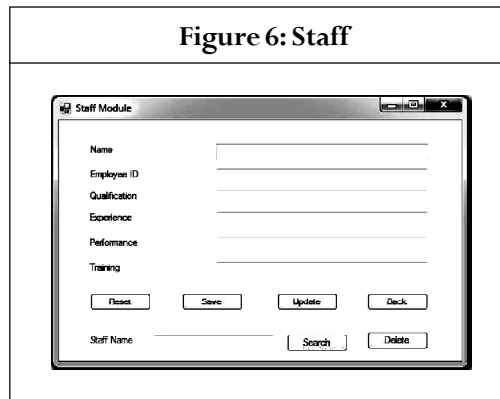 Figure 6: Staff
Staff Module
Name
Employee ID
Qualification
Experience
Performance
Training
Reset Save Update Back
Staff Name Search Delete